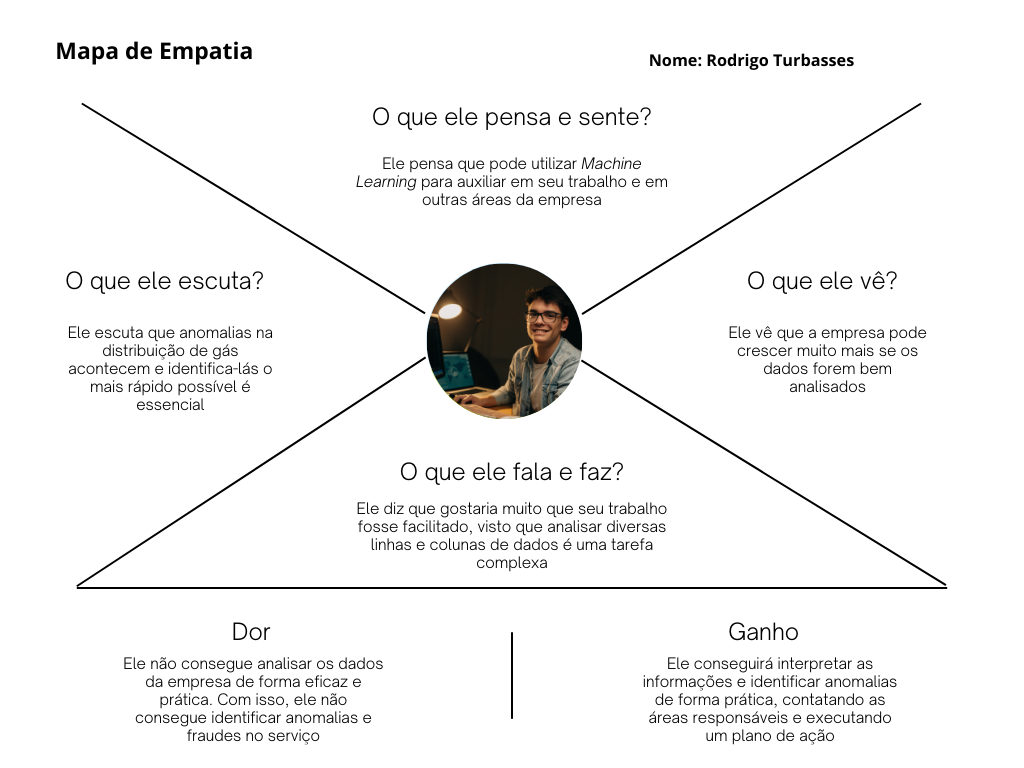 Mapa de Empatia
Nome: Rodrigo Turbasses
O que ele pensa e sente?
Ele pensa que pode utilizar Machine
Learning para auxiliar em seu trabalho e em
outras áreas da empresa
O que ele escuta?
Ele escuta que anomalias na
distribuição de gás
acontecem e identifica-lás o
mais rápido possível é
essencial
O que ele vê?
Ele vê que a empresa pode
crescer muito mais se os
dados forem bem
analisados
O que ele fala e faz?
Ele diz que gostaria muito que seu trabalho
fosse facilitado, visto que analisar diversas
linhas e colunas de dados é uma tarefa
complexa
Dor
Ele não consegue analisar os dados
da empresa de forma eficaz e
prática. Com isso, ele não
consegue identificar anomalias e
fraudes no serviço
Ganho
Ele conseguirá interpretar as
informações e identificar anomalias
de forma prática, contatando as
áreas responsáveis e executando
um plano de ação